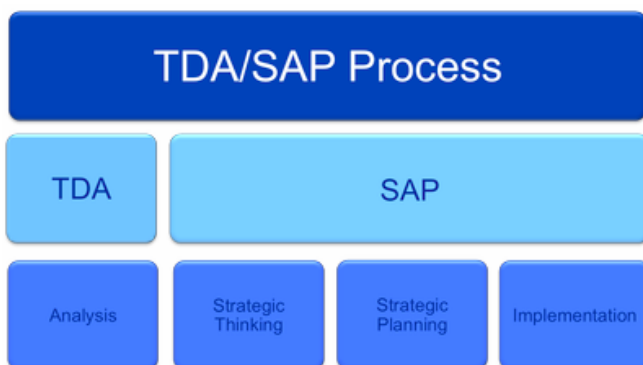 TDA/SAP Process
TDA
SAP
Analysis
Strategic
Thinking
Strategic
Planning
Implementation